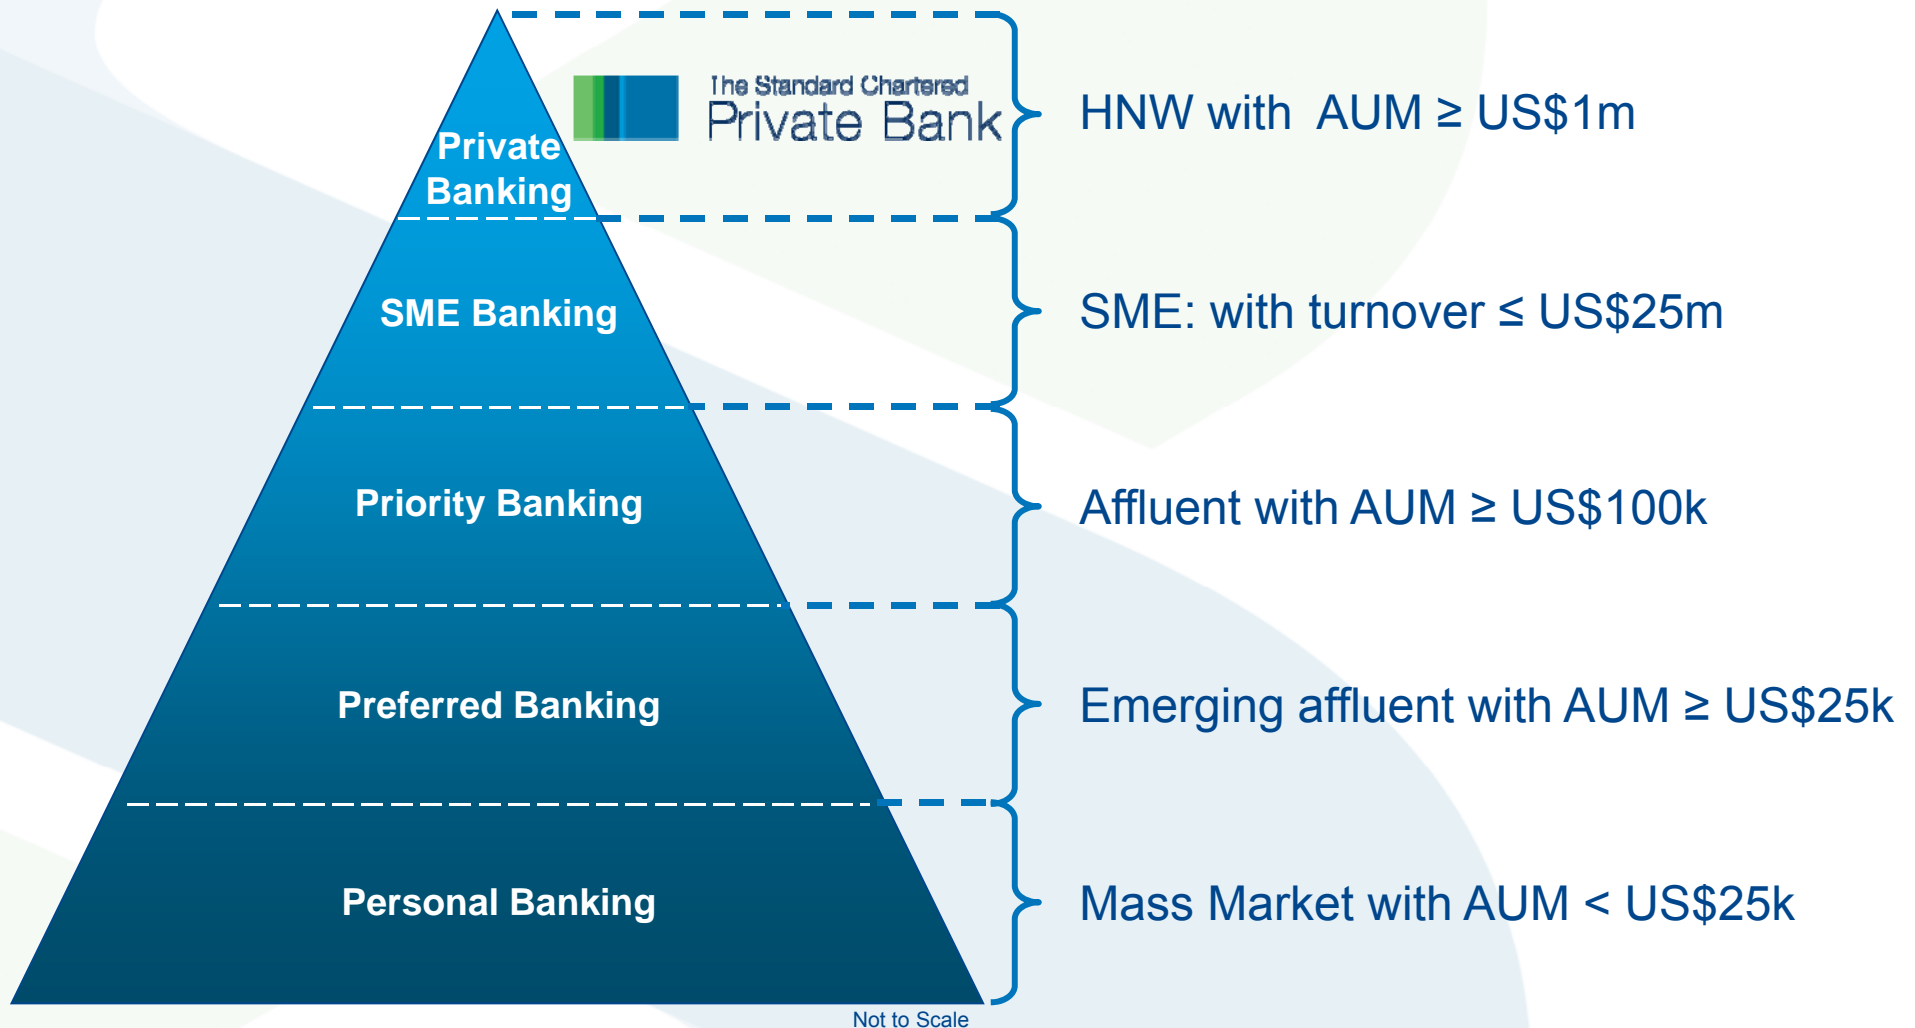 The Standard Chartered
Private Bank
Private
Banking
HNW with AUM ≥ US$1m
SME Banking
SME: with turnover ≤ US$25m
Priority Banking
Affluent with AUM ≥ US$100k
Preferred Banking
Emerging affluent with AUM ≥ US$25k
Personal Banking
Mass Market with AUM < US$25k
Not to Scale